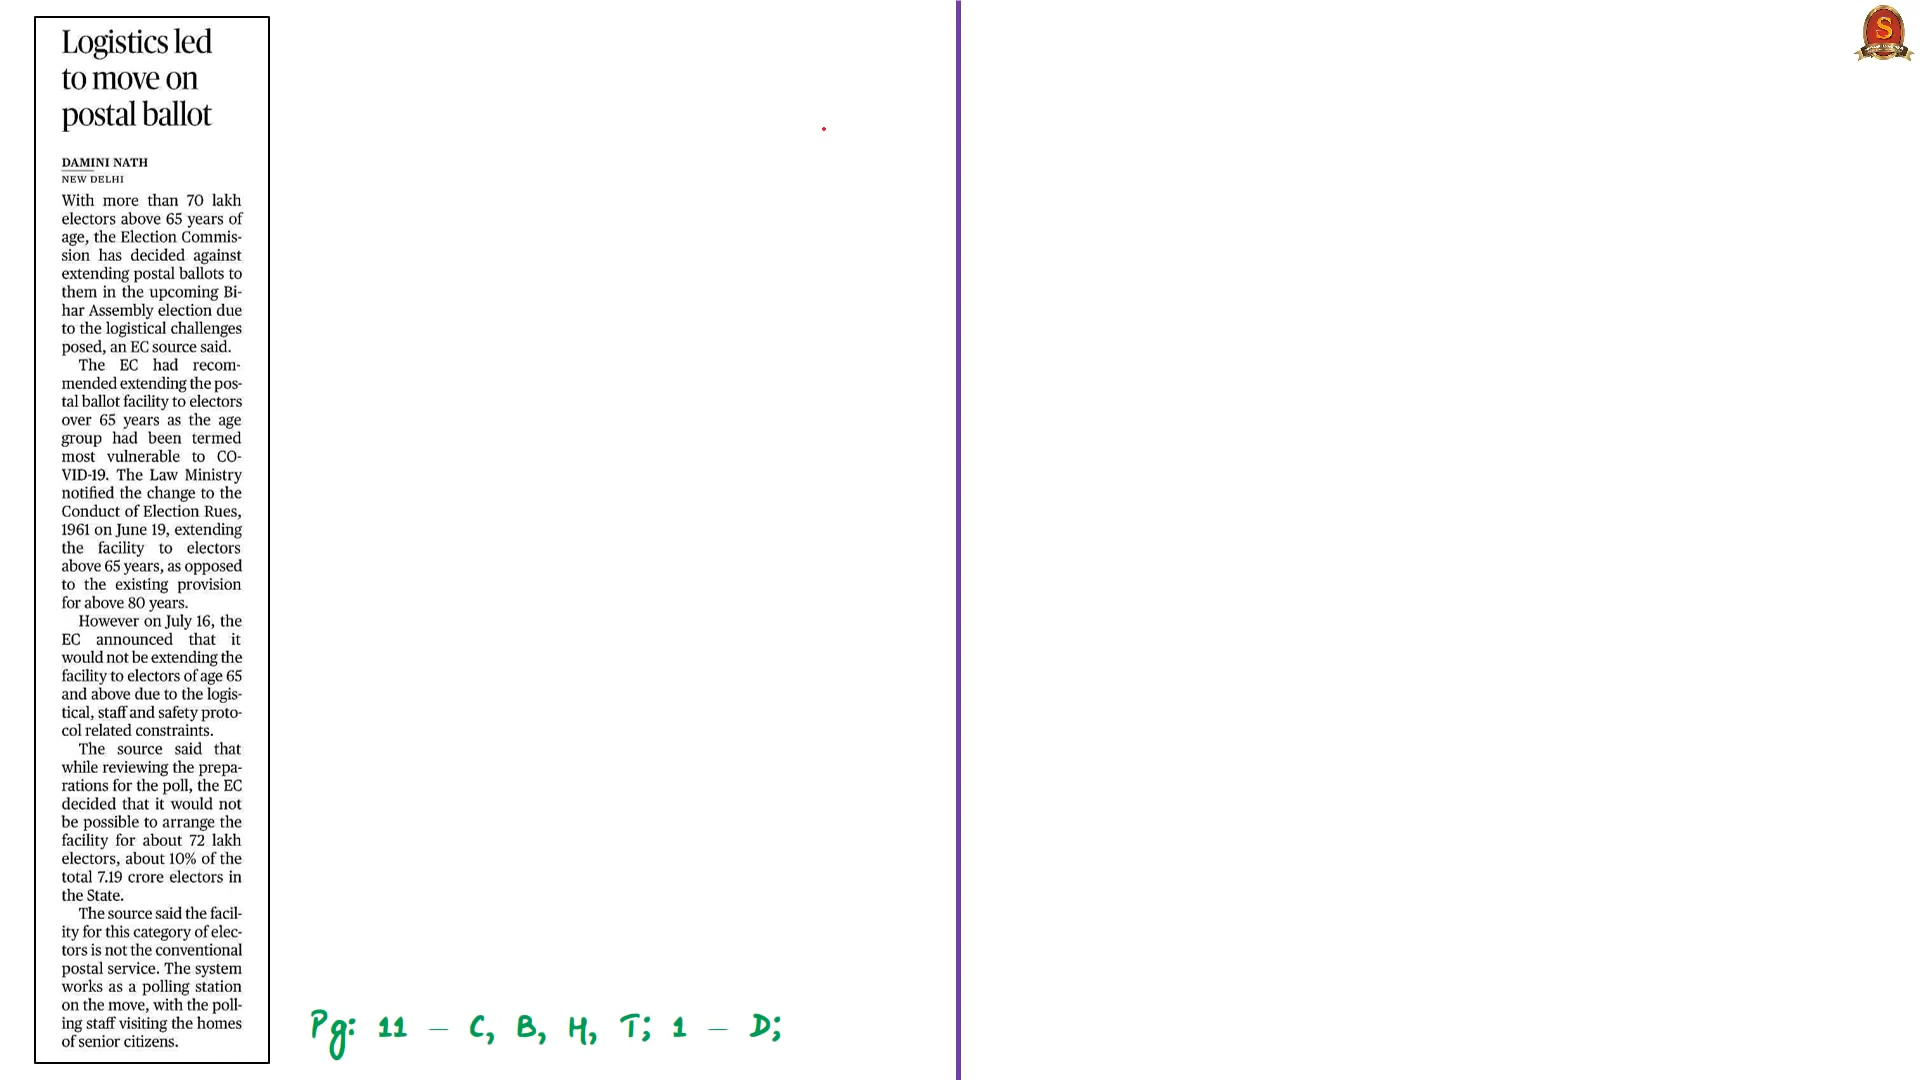 Logistics led
to move on
postal ballot
DAMINI NATH
NEW DELHI
With more than 70 lakh
electors above 65 years of
age, the Election Commis-
sion has decided against
extending postal ballots to
them in the upcoming Bi-
har Assembly election due
to the logistical challenges
posed, an EC source said.
The EC had recom-
mended extending the pos-
tal ballot facility to electors
over 65 years as the age
group had been termed
most vulnerable to CO-
VID-19. The Law Ministry
notified the change to the
Conduct of Election Rues,
1961 on June 19, extending
the facility to electors
above 65 years, as opposed
to the existing provision
for above 80 years.
However on July 16, the
EC announced that it
would not be extending the
facility to electors of age 65
and above due to the logis-
tical, staff and safety proto-
col related constraints.
The source said that
while reviewing the prepa-
rations for the poll, the EC
decided that it would not
be possible to arrange the
facility for about 72 lakh
electors, about 10% of the
total 7.19 crore electors in
the State.
The source said the facil-
ity for this category of elec-
tors is not the conventional
postal service. The system
works as a polling station
on the move, with the poll-
ing staff visiting the homes
of senior citizens.
Pg: 11 – C, B, H, T; 1 – D;
S